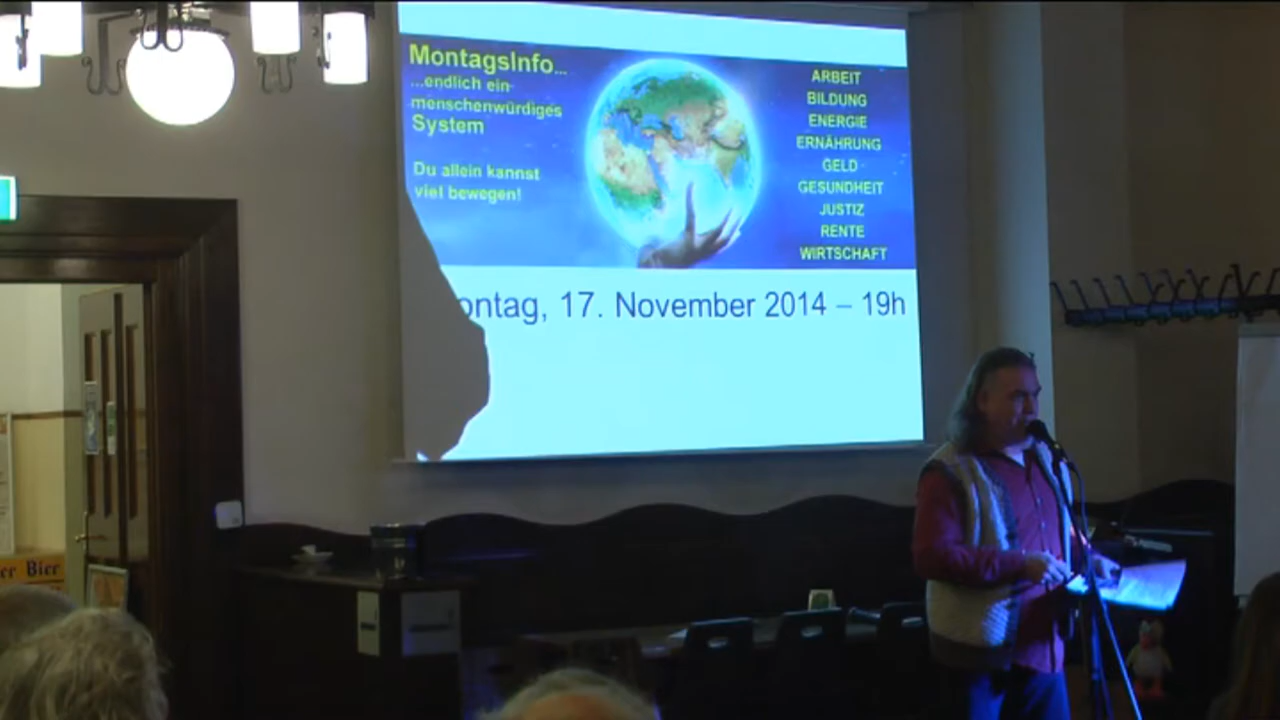 MontagsInfo...
...endlich ein
menschenwürdiges
System
Du allein kannst
viel bewegen!
ARBEIT
BILDUNG
ENERGIE
ERNÄHRUNG
GELD
GESUNDHEIT
JUSTIZ
RENTE
WIRTSCHAFT
ontag, 17. November 2014 – 19h
er Bier